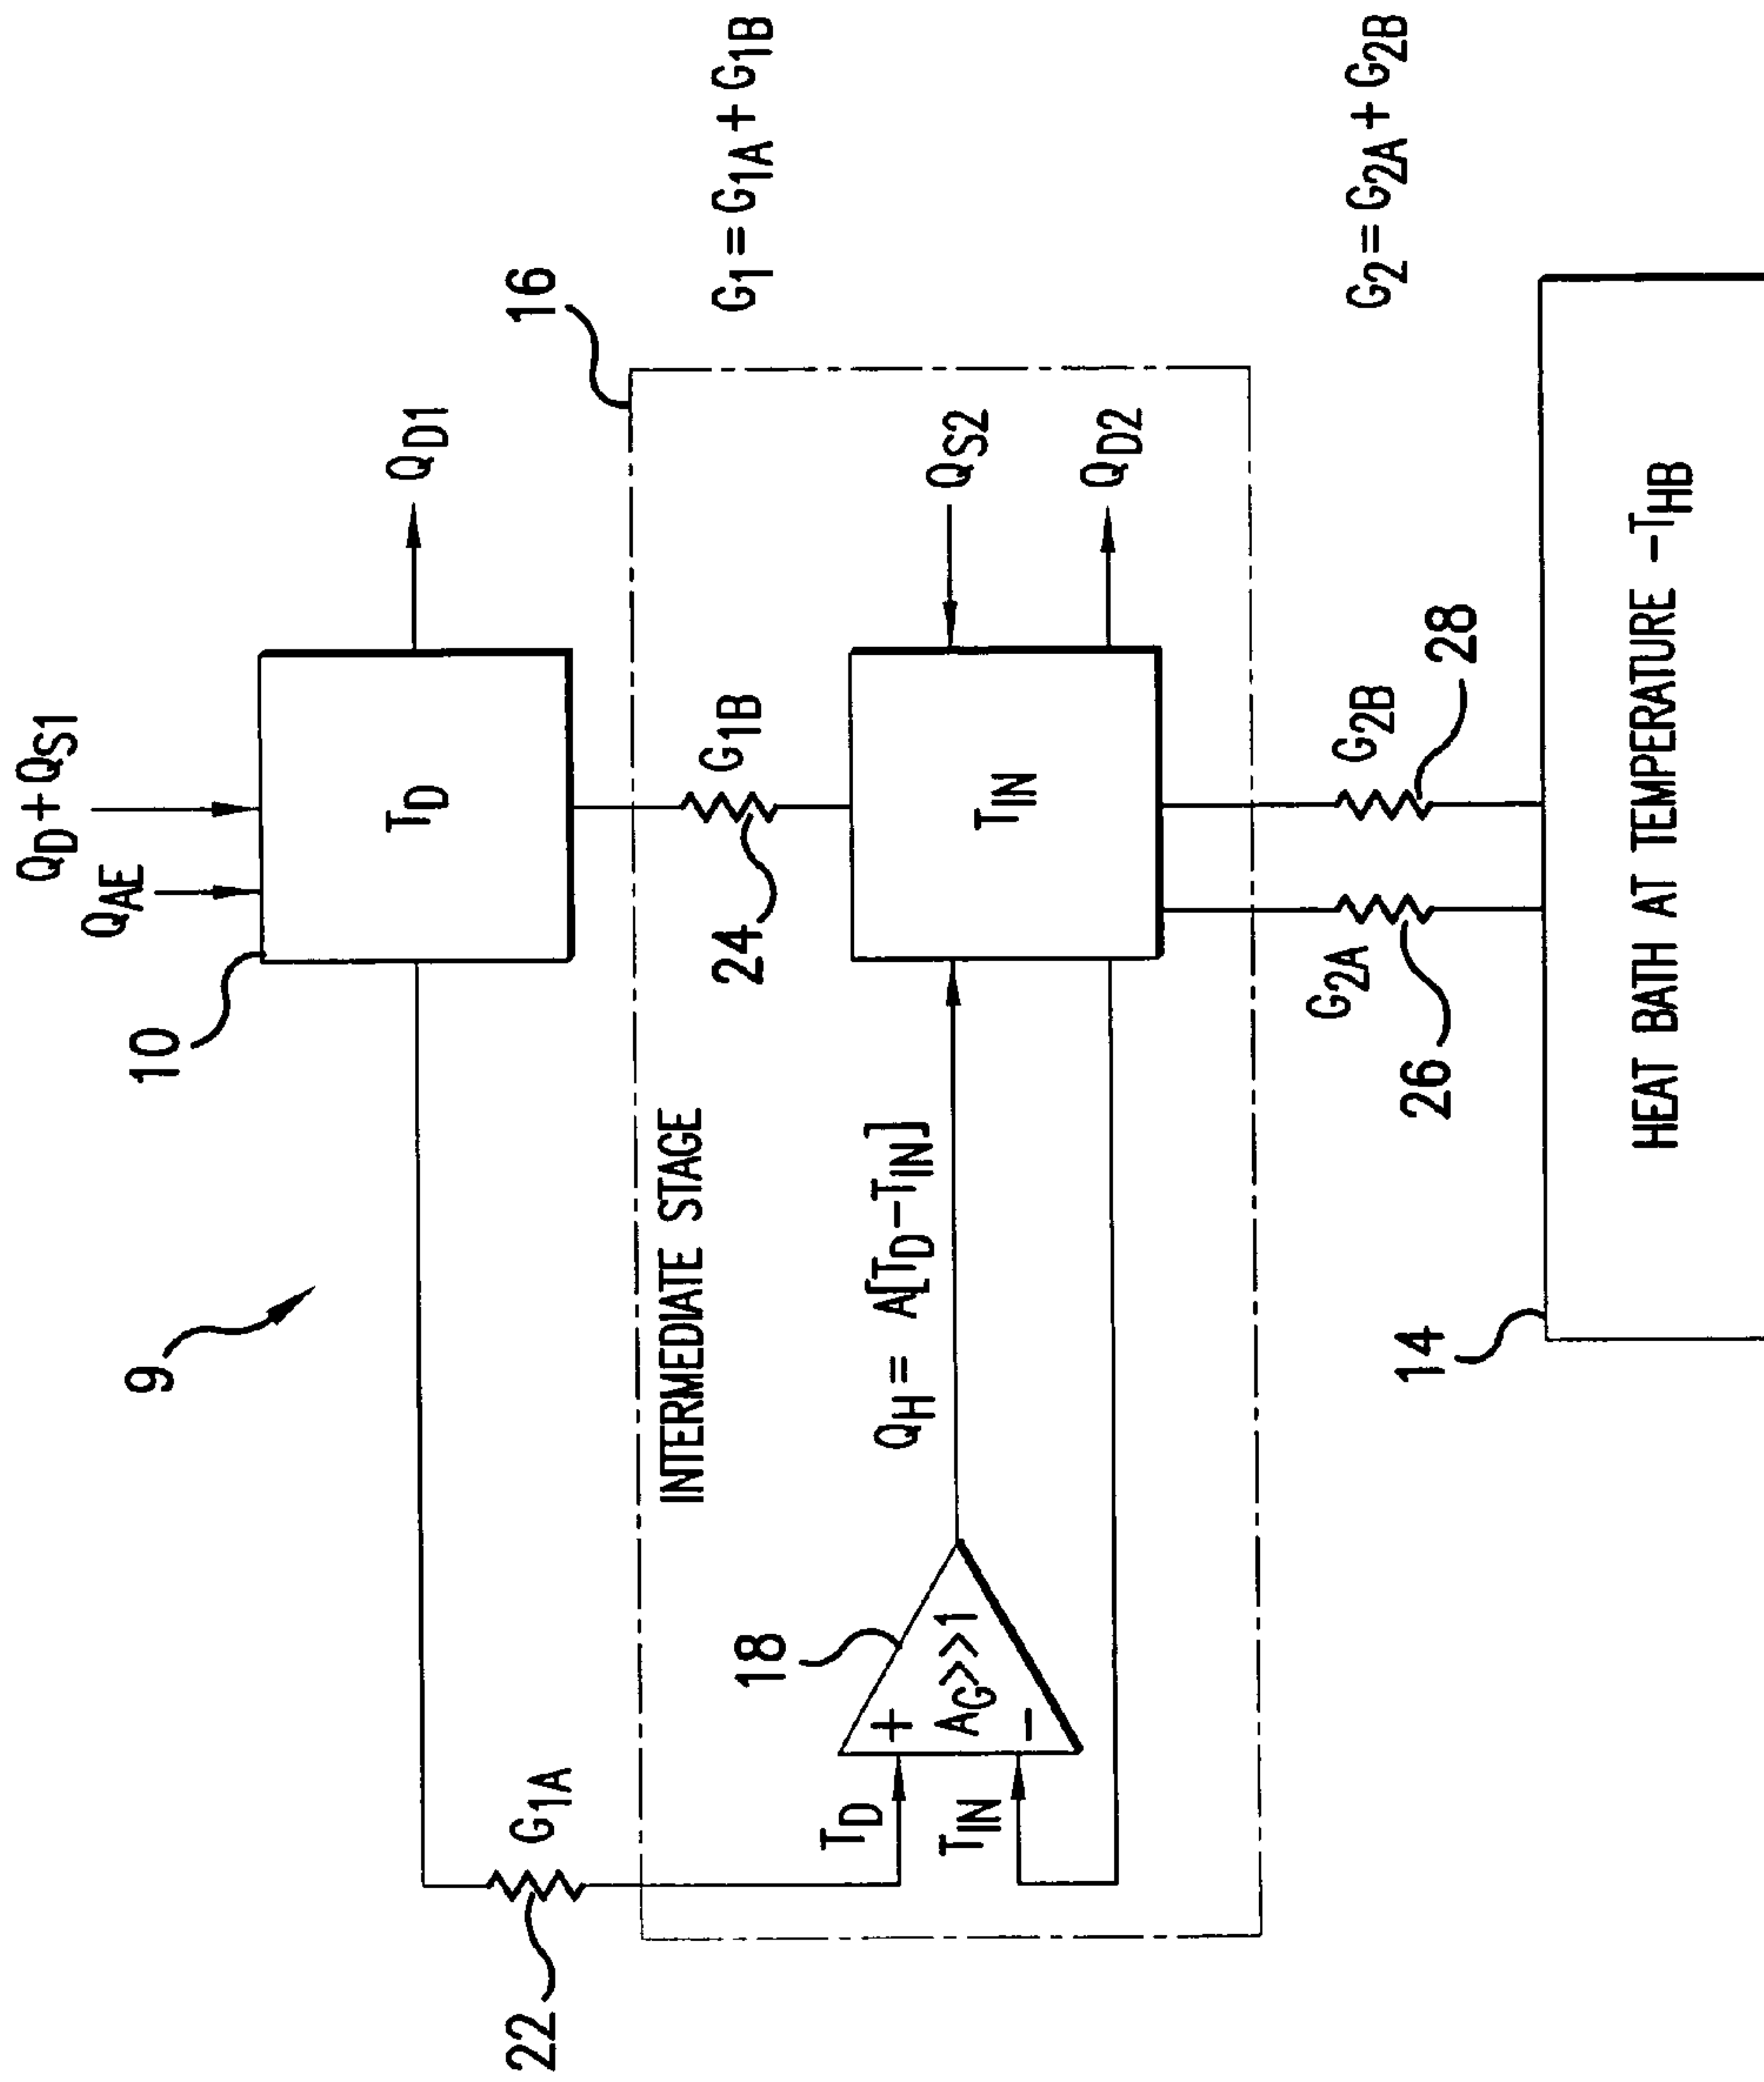 Q_D + Q_S1
Q_AE
10
T_D
Q_D1
9
16
22
G_1A
G_1B
24
G_1 = G_1A + G_1B
INTERMEDIATE STAGE
18
T_D
+
A_G >>> 1
T_IN
−
Q_H = A[T_D − T_IN]
T_IN
Q_S2
Q_D2
G_2A
26
G_2B
28
G_2 = G_2A + G_2B
14
HEAT BATH AT TEMPERATURE −T_HB